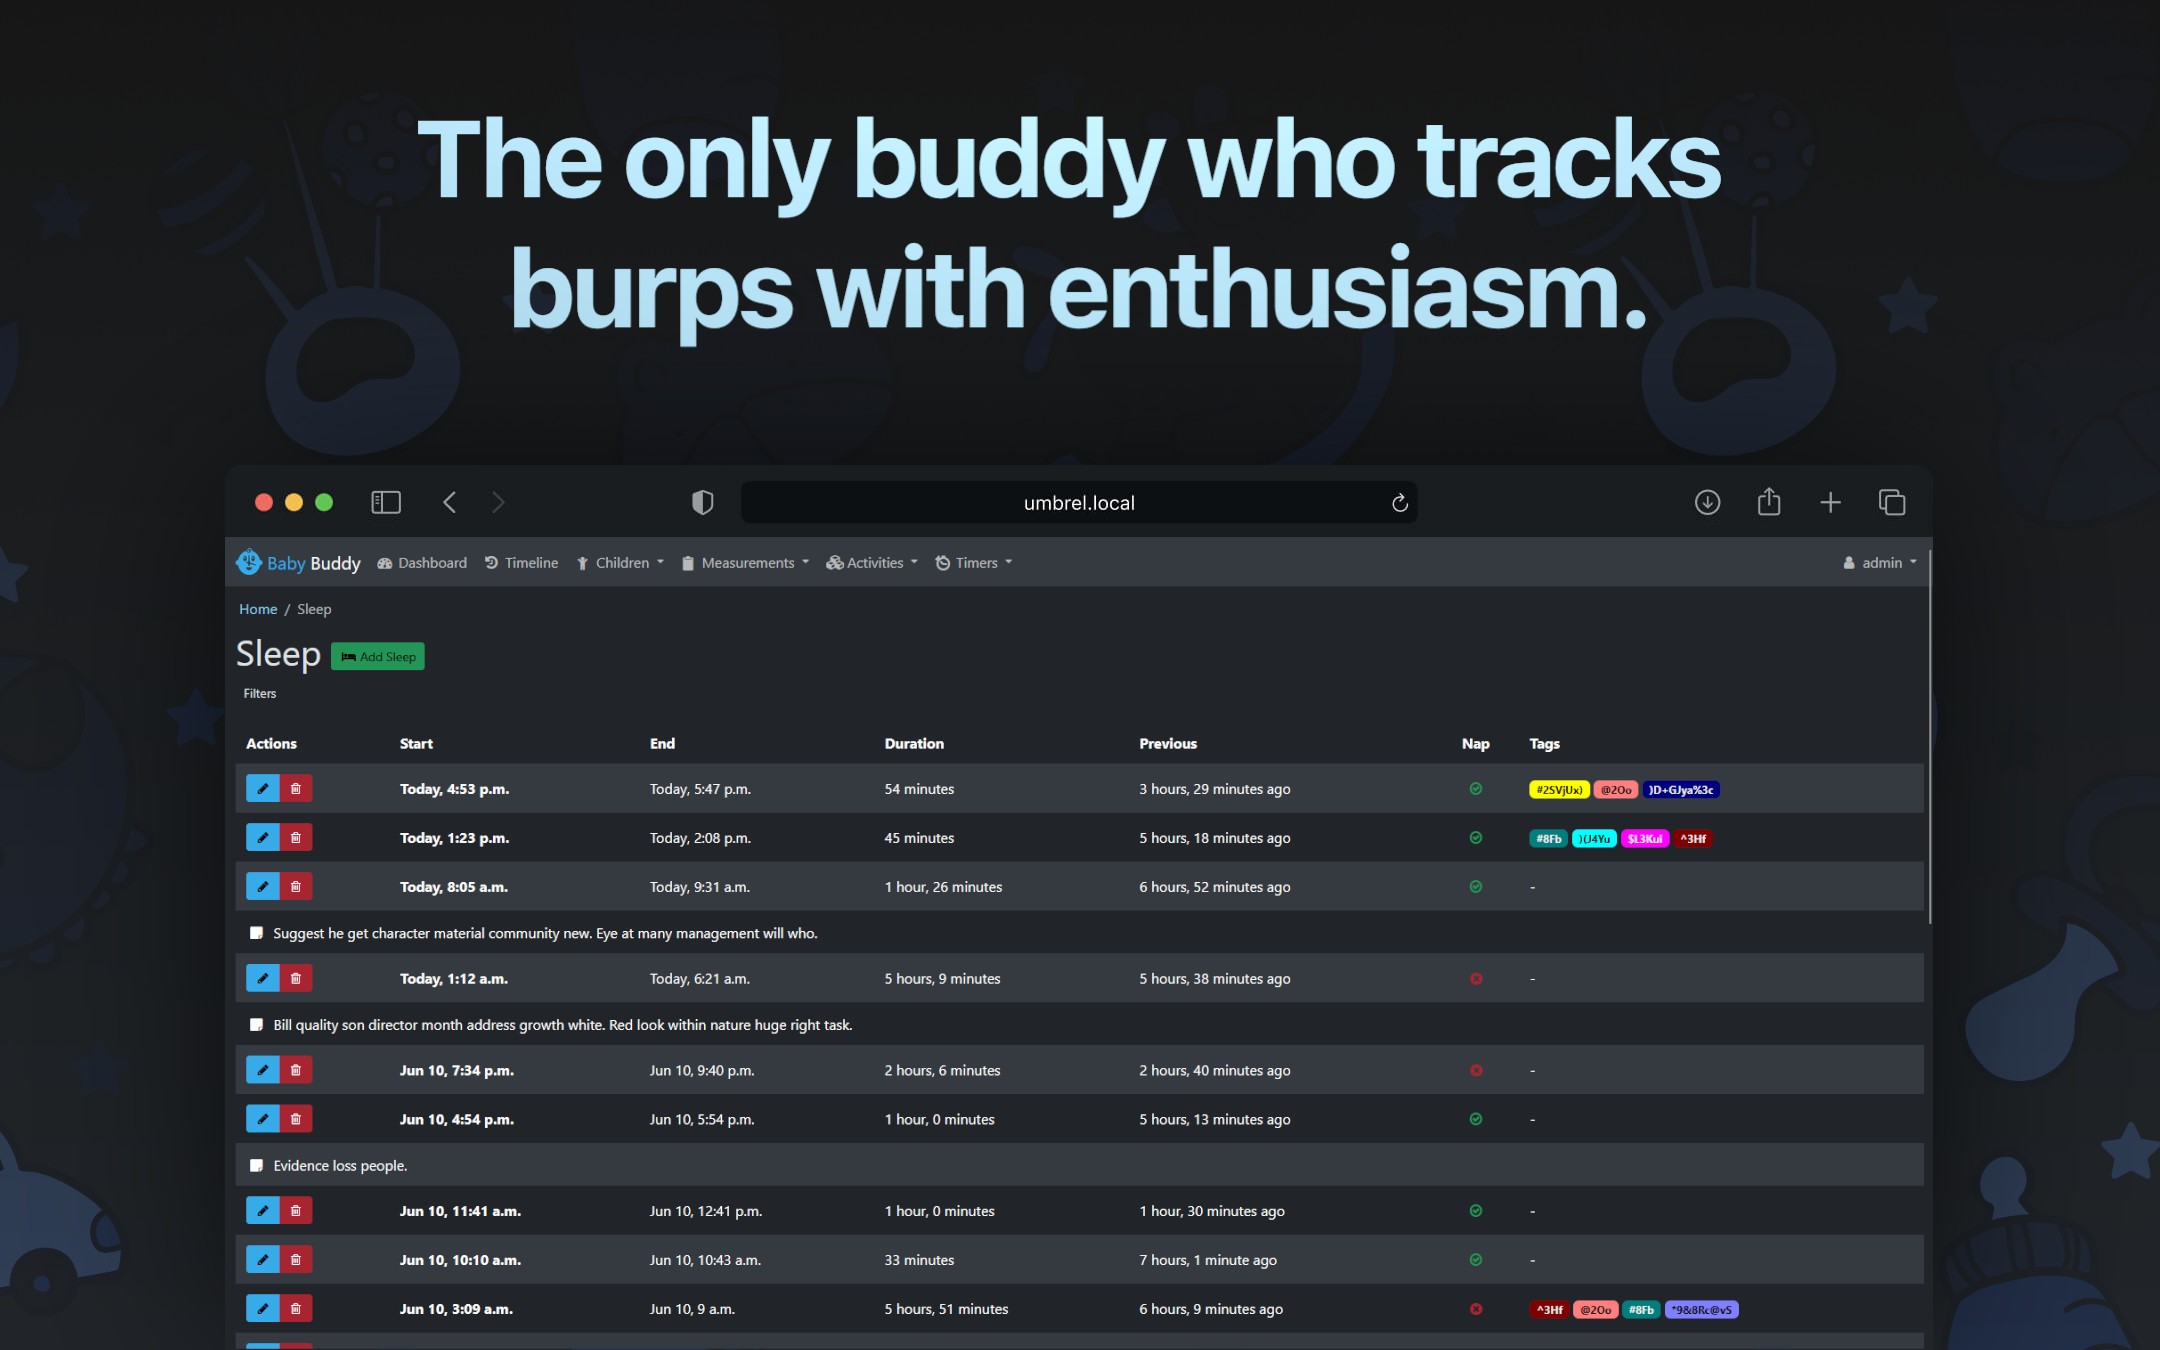 The only buddy who tracks
burps with enthusiasm.
umbrel.local
Baby Buddy Dashboard Timeline Children Measurements Activities Timers admin
Home / Sleep
Sleep Add Sleep
Filters
Actions Start End Duration Previous Nap Tags
Today, 4:53 p.m. Today, 5:47 p.m. 54 minutes 3 hours, 29 minutes ago #2SVjUx) @2Oo )D+GJya%3c
Today, 1:23 p.m. Today, 2:08 p.m. 45 minutes 5 hours, 18 minutes ago #8Fb )(J4Yu $L3Kul ^3Hf
Today, 8:05 a.m. Today, 9:31 a.m. 1 hour, 26 minutes 6 hours, 52 minutes ago -
Suggest he get character material community new. Eye at many management will who.
Today, 1:12 a.m. Today, 6:21 a.m. 5 hours, 9 minutes 5 hours, 38 minutes ago -
Bill quality son director month address growth white. Red look within nature huge right task.
Jun 10, 7:34 p.m. Jun 10, 9:40 p.m. 2 hours, 6 minutes 2 hours, 40 minutes ago -
Jun 10, 4:54 p.m. Jun 10, 5:54 p.m. 1 hour, 0 minutes 5 hours, 13 minutes ago -
Evidence loss people.
Jun 10, 11:41 a.m. Jun 10, 12:41 p.m. 1 hour, 0 minutes 1 hour, 30 minutes ago -
Jun 10, 10:10 a.m. Jun 10, 10:43 a.m. 33 minutes 7 hours, 1 minute ago -
Jun 10, 3:09 a.m. Jun 10, 9 a.m. 5 hours, 51 minutes 6 hours, 9 minutes ago ^3Hf @2Oo #8Fb *9&8Rc@vS